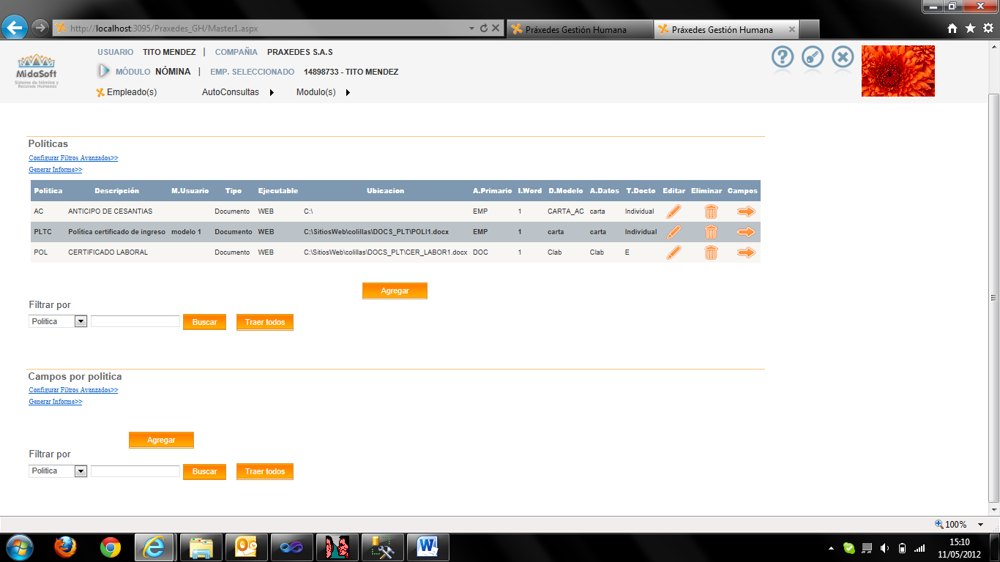 http://localhost:3095/Praxedes_GH/Master1.aspx
Práxedes Gestión Humana
Práxedes Gestión Humana
MidaSoft
Sistema de Nómina y
Recursos Humanos
USUARIO TITO MENDEZ | COMPAÑIA PRAXEDES S.A.S
MÓDULO NÓMINA | EMP. SELECCIONADO 14898733 - TITO MENDEZ
Empleado(s) AutoConsultas Modulo(s)
Políticas
Configurar Filtros Avanzados>>
Generar Informe>>
Politica Descripción M.Usuario Tipo Ejecutable Ubicacion A.Primario I.Word D.Modelo A.Datos T.Docto Editar Eliminar Campos
AC ANTICIPO DE CESANTIAS Documento WEB C:\ EMP 1 CARTA_AC carta Individual
PLTC Política certificado de ingreso modelo 1 Documento WEB C:\SitiosWeb\colillas\DOCS_PLT\POLI1.docx EMP 1 carta carta Individual
POL CERTIFICADO LABORAL Documento WEB C:\SitiosWeb\colillas\DOCS_PLT\CER_LABOR1.docx DOC 1 Clab Clab E
Agregar
Filtrar por
Politica Buscar Traer todos
Campos por politica
Configurar Filtros Avanzados>>
Generar Informe>>
Agregar
Filtrar por
Politica Buscar Traer todos
100%
15:10
11/05/2012